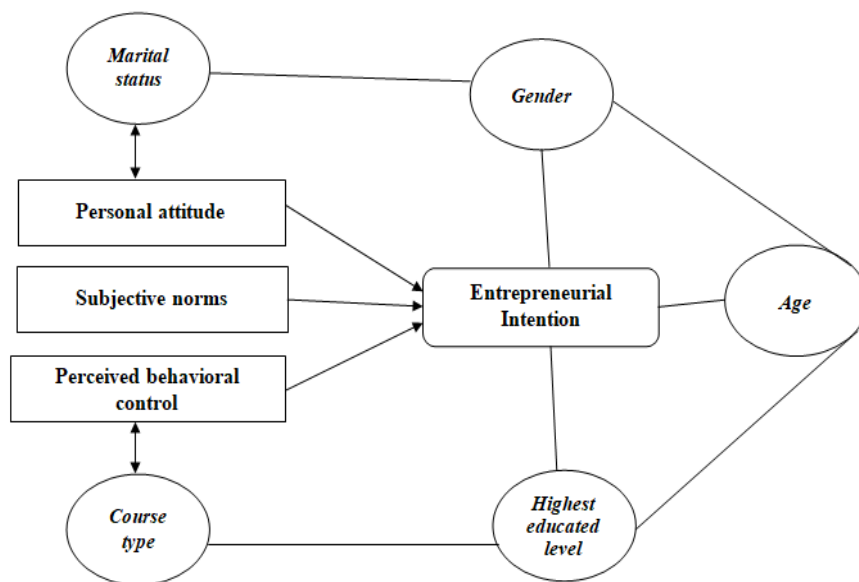 Marital
status
Gender
Personal attitude
Subjective norms
Entrepreneurial
Intention
Age
Perceived behavioral
control
Course
type
Highest
educated
level